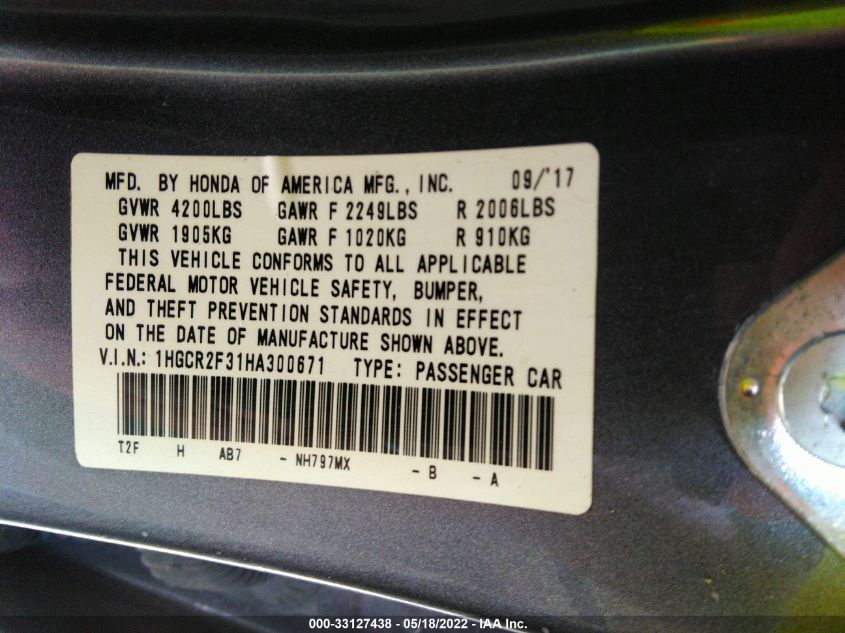 MFD. BY HONDA OF AMERICA MFG., INC. 09/'17
GVWR 4200LBS GAWR F 2249LBS R 2006LBS
GVWR 1905KG GAWR F 1020KG R 910KG
THIS VEHICLE CONFORMS TO ALL APPLICABLE
FEDERAL MOTOR VEHICLE SAFETY, BUMPER,
AND THEFT PREVENTION STANDARDS IN EFFECT
ON THE DATE OF MANUFACTURE SHOWN ABOVE.
V.I.N.: 1HGCR2F31HA300671 TYPE: PASSENGER CAR
T2F H AB7 - NH797MX - B - A
000-33127438 - 05/18/2022 - IAA Inc.